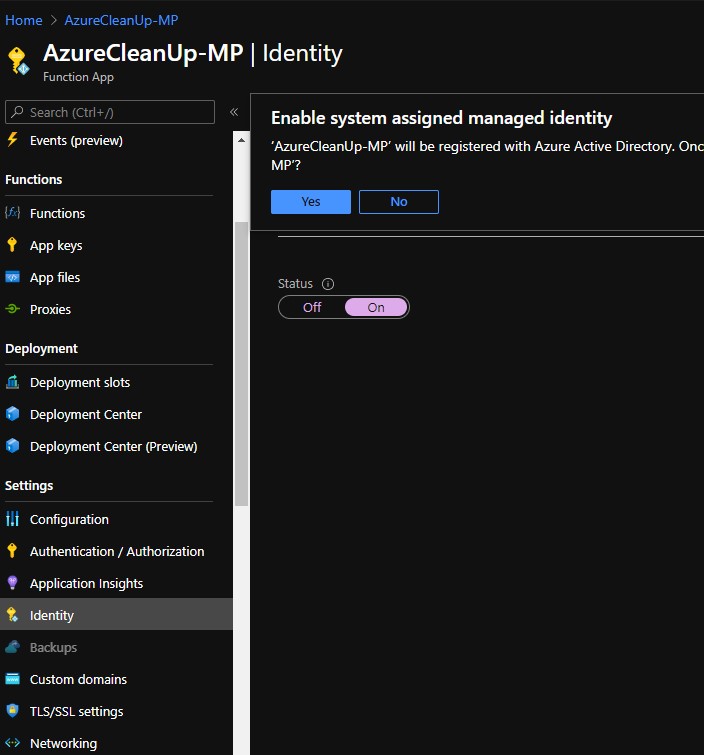 Home > AzureCleanUp-MP
AzureCleanUp-MP | Identity
Function App
Search (Ctrl+/)
«
Events (preview)
Functions
Functions
App keys
App files
Proxies
Deployment
Deployment slots
Deployment Center
Deployment Center (Preview)
Settings
Configuration
Authentication / Authorization
Application Insights
Identity
Backups
Custom domains
TLS/SSL settings
Networking
Enable system assigned managed identity
'AzureCleanUp-MP' will be registered with Azure Active Directory. Onc
MP'?
Yes No
Status
Off On